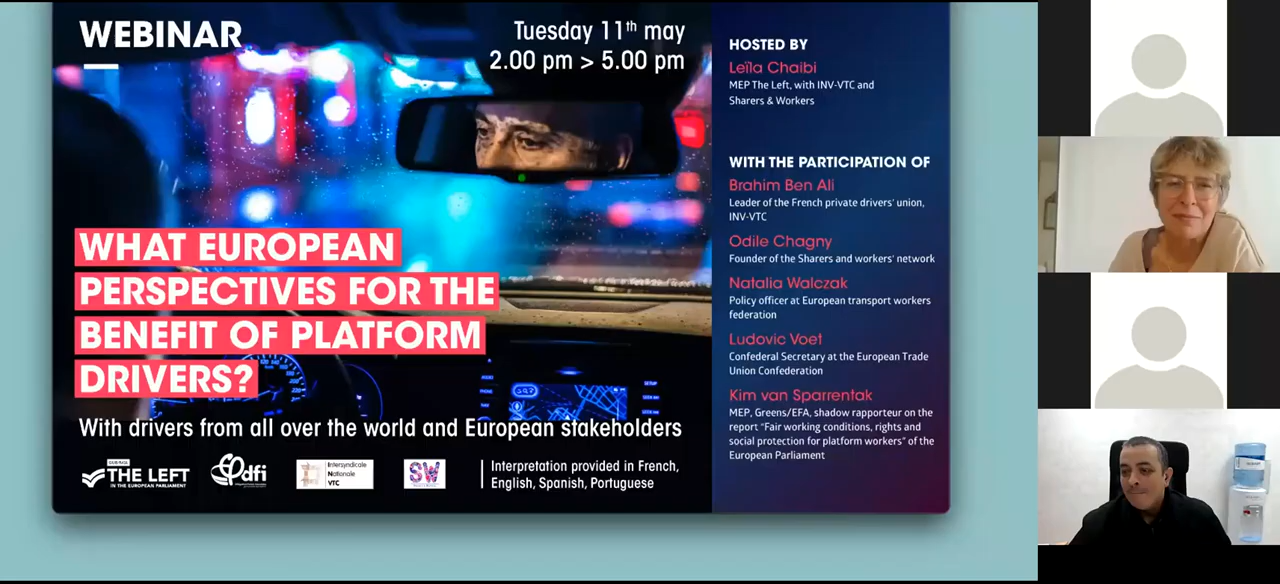 WEBINAR
Tuesday 11th may
2.00 pm > 5.00 pm
WHAT EUROPEAN
PERSPECTIVES FOR THE
BENEFIT OF PLATFORM
DRIVERS?
With drivers from all over the world and European stakeholders
THE LEFT
IN THE EUROPEAN PARLIAMENT
pdfi
Intersyndicale
Nationale
VTC
SW
Interpretation provided in French,
English, Spanish, Portuguese
HOSTED BY
Leïla Chaibi
MEP The Left, with INV-VTC and
Sharers & Workers
WITH THE PARTICIPATION OF
Brahim Ben Ali
Leader of the French private drivers' union,
INV-VTC
Odile Chagny
Founder of the Sharers and workers' network
Natalia Walczak
Policy officer at European transport workers
federation
Ludovic Voet
Confederal Secretary at the European Trade
Union Confederation
Kim van Sparrentak
MEP, Greens/EFA, shadow rapporteur on the
report "Fair working conditions, rights and
social protection for platform workers" of the
European Parliament